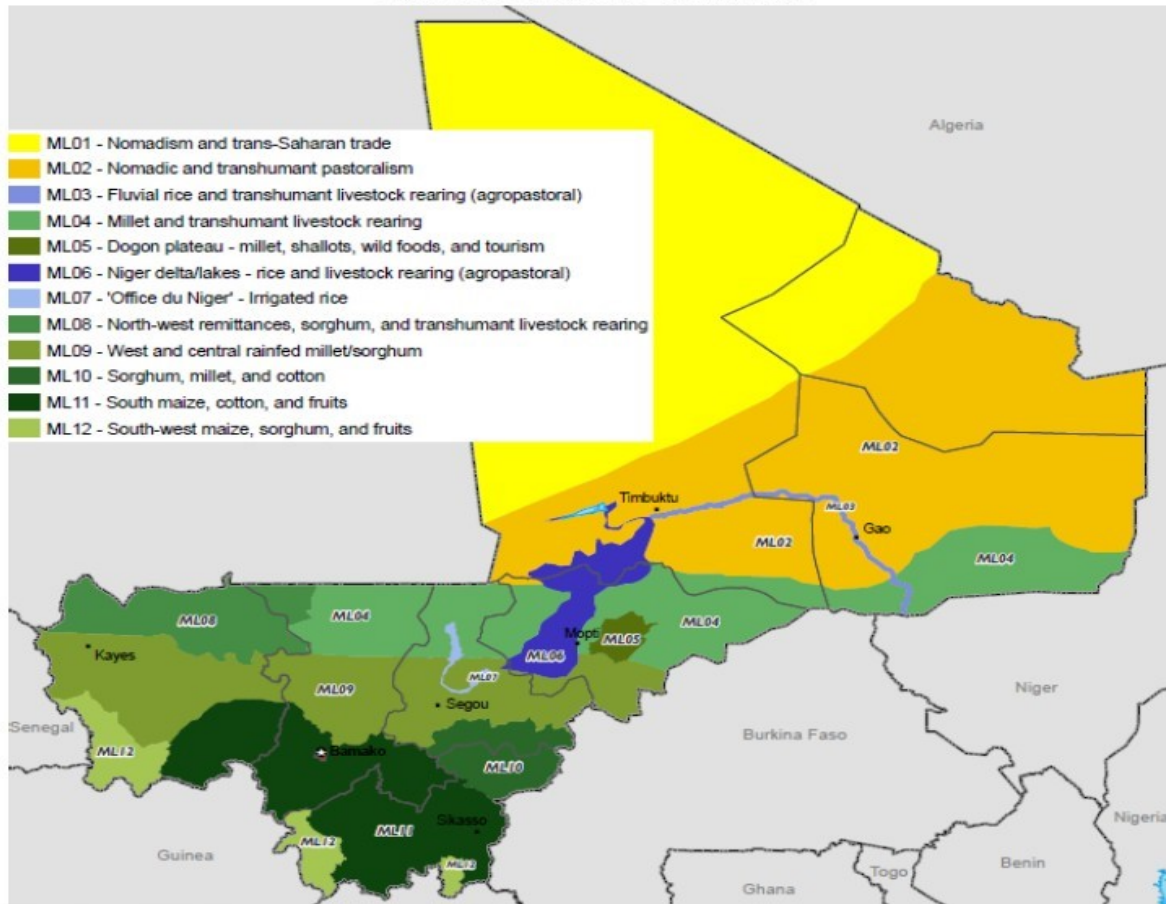 Algeria
ML01 - Nomadism and trans-Saharan trade
ML02 - Nomadic and transhumant pastoralism
ML03 - Fluvial rice and transhumant livestock rearing (agropastoral)
ML04 - Millet and transhumant livestock rearing
ML05 - Dogon plateau - millet, shallots, wild foods, and tourism
ML06 - Niger delta/lakes - rice and livestock rearing (agropastoral)
ML07 - 'Office du Niger' - Irrigated rice
ML08 - North-west remittances, sorghum, and transhumant livestock rearing
ML09 - West and central rainfed millet/sorghum
ML10 - Sorghum, millet, and cotton
ML11 - South maize, cotton, and fruits
ML12 - South-west maize, sorghum, and fruits
ML02
Timbuktu
ML03
Gao
ML02
ML04
ML08
ML04
Mopti
ML05
ML04
Kayes
ML06
ML07
ML09
Niger
Segou
Senegal
ML12
Bamako
Burkina Faso
ML10
Nigeria
ML11
Sikasso
ML12
Guinea
ML12
Benin
Togo
Ghana